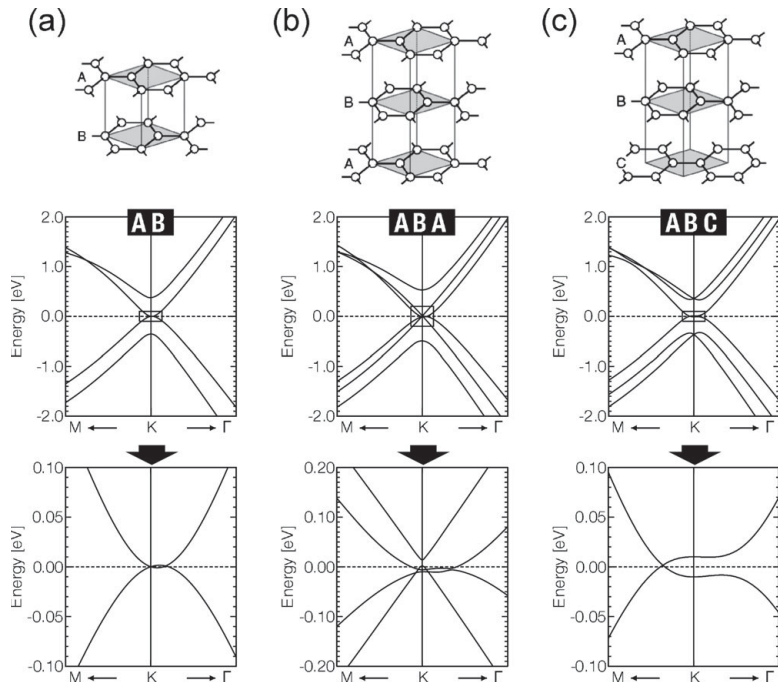 (a) (b) (c)
A A A
B B B
A C
AB ABA ABC
2.0 2.0 2.0
1.0 1.0 1.0
0.0 0.0 0.0
-1.0 -1.0 -1.0
-2.0 -2.0 -2.0
Energy [eV] Energy [eV] Energy [eV]
M K Γ M K Γ M K Γ
0.10 0.20 0.10
0.05 0.10 0.05
0.00 0.00 0.00
-0.05 -0.10 -0.05
-0.10 -0.20 -0.10
Energy [eV] Energy [eV] Energy [eV]
M K Γ M K Γ M K Γ